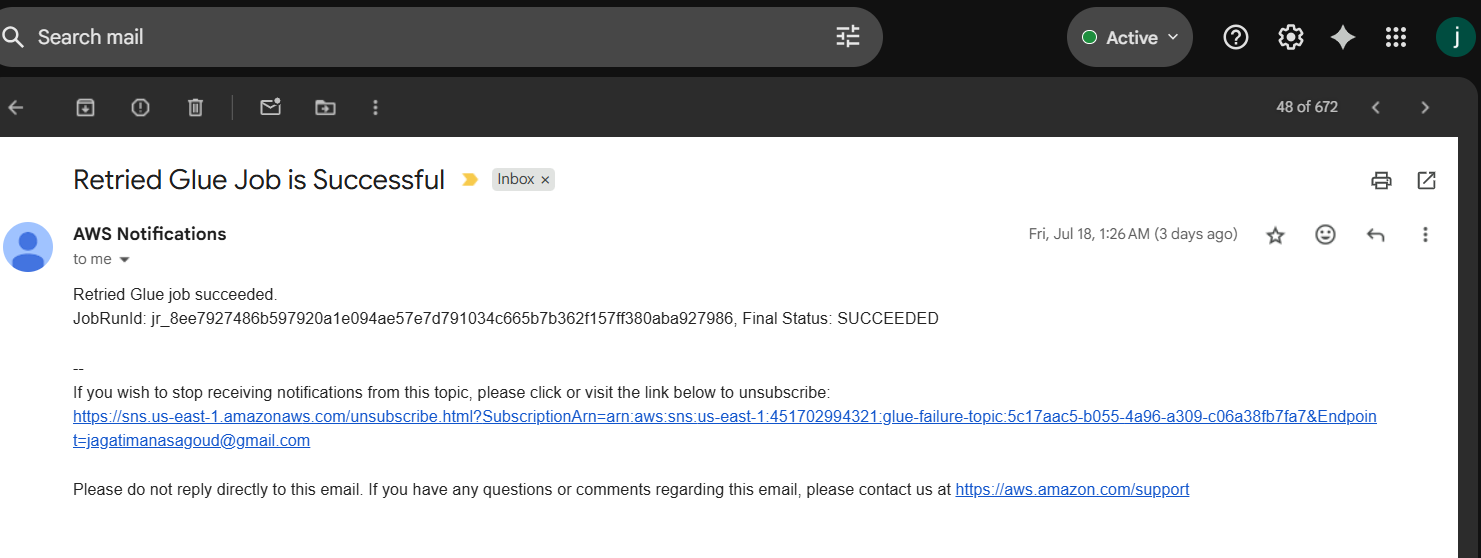 Search mail
Active
j
48 of 672
Retried Glue Job is Successful
Inbox ×
AWS Notifications
Fri, Jul 18, 1:26 AM (3 days ago)
to me
Retried Glue job succeeded.
JobRunId: jr_8ee7927486b597920a1e094ae57e7d791034c665b7b362f157ff380aba927986, Final Status: SUCCEEDED
--
If you wish to stop receiving notifications from this topic, please click or visit the link below to unsubscribe:
https://sns.us-east-1.amazonaws.com/unsubscribe.html?SubscriptionArn=arn:aws:sns:us-east-1:451702994321:glue-failure-topic:5c17aac5-b055-4a96-a309-c06a38fb7fa7&Endpoin
t=jagatimanasagoud@gmail.com
Please do not reply directly to this email. If you have any questions or comments regarding this email, please contact us at https://aws.amazon.com/support